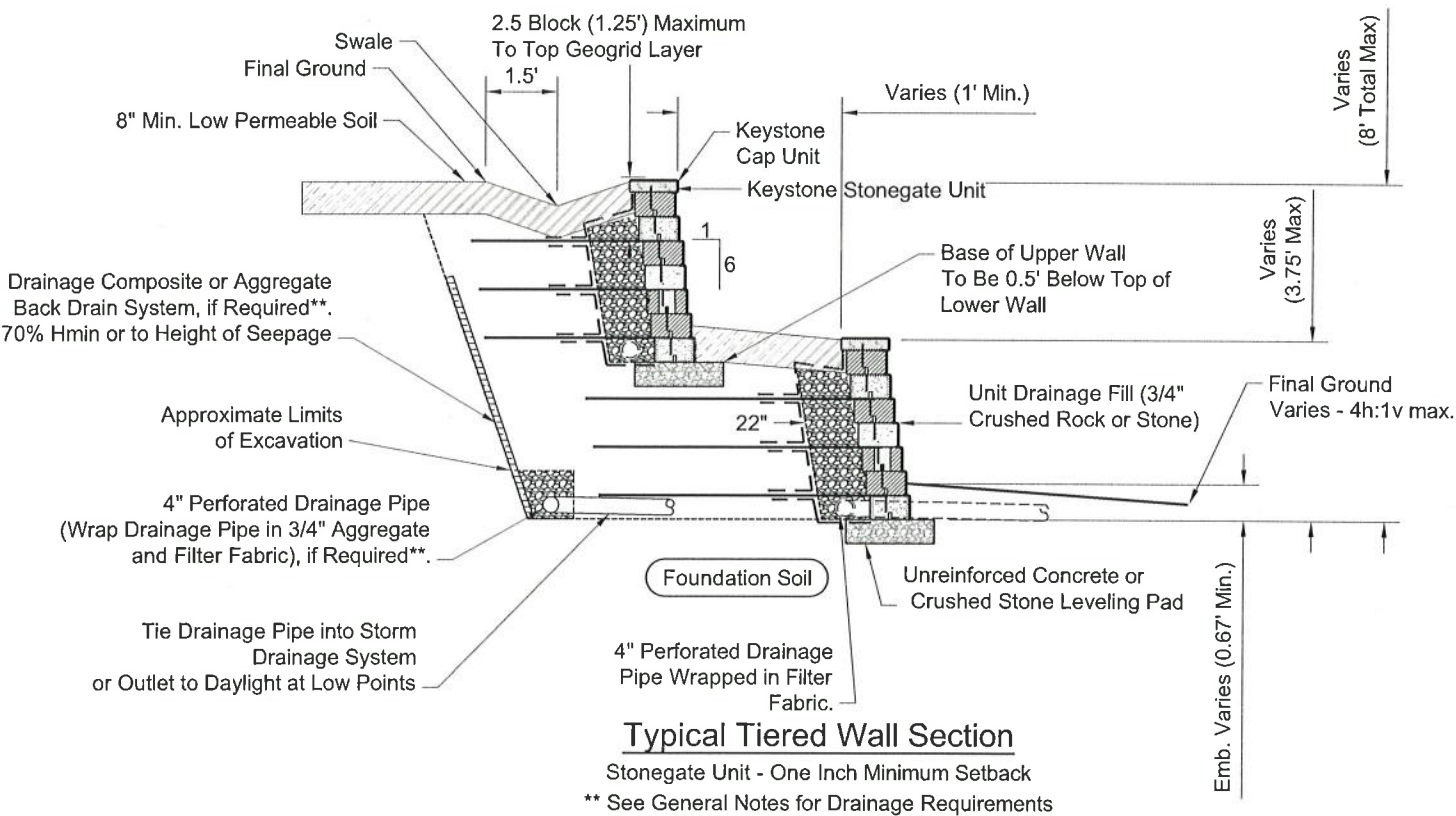 2.5 Block (1.25') Maximum
To Top Geogrid Layer
Swale
Final Ground
1.5'
8" Min. Low Permeable Soil
Varies (1' Min.)
Varies
(8' Total Max)
Keystone
Cap Unit
Keystone Stonegate Unit
1
6
Varies
(3.75' Max)
Base of Upper Wall
To Be 0.5' Below Top of
Lower Wall
Drainage Composite or Aggregate
Back Drain System, if Required**.
70% Hmin or to Height of Seepage
Approximate Limits
of Excavation
22"
Unit Drainage Fill (3/4"
Crushed Rock or Stone)
Final Ground
Varies - 4h:1v max.
4" Perforated Drainage Pipe
(Wrap Drainage Pipe in 3/4" Aggregate
and Filter Fabric), if Required**.
Foundation Soil
Unreinforced Concrete or
Crushed Stone Leveling Pad
Emb. Varies (0.67' Min.)
Tie Drainage Pipe into Storm
Drainage System
or Outlet to Daylight at Low Points
4" Perforated Drainage
Pipe Wrapped in Filter
Fabric.
Typical Tiered Wall Section
Stonegate Unit - One Inch Minimum Setback
** See General Notes for Drainage Requirements